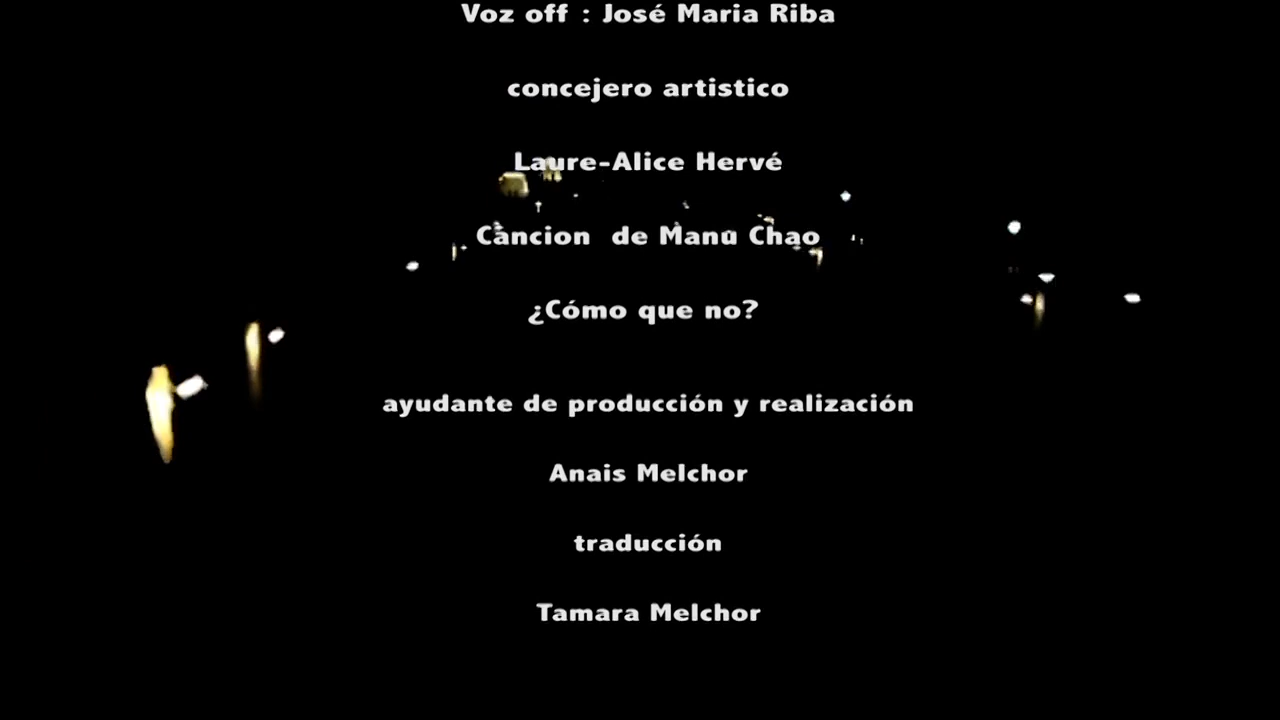 Voz off : José Maria Riba
concejero artistico
Laure-Alice Hervé
Cancion de Manu Chao
¿Cómo que no?
ayudante de producción y realización
Anais Melchor
traducción
Tamara Melchor